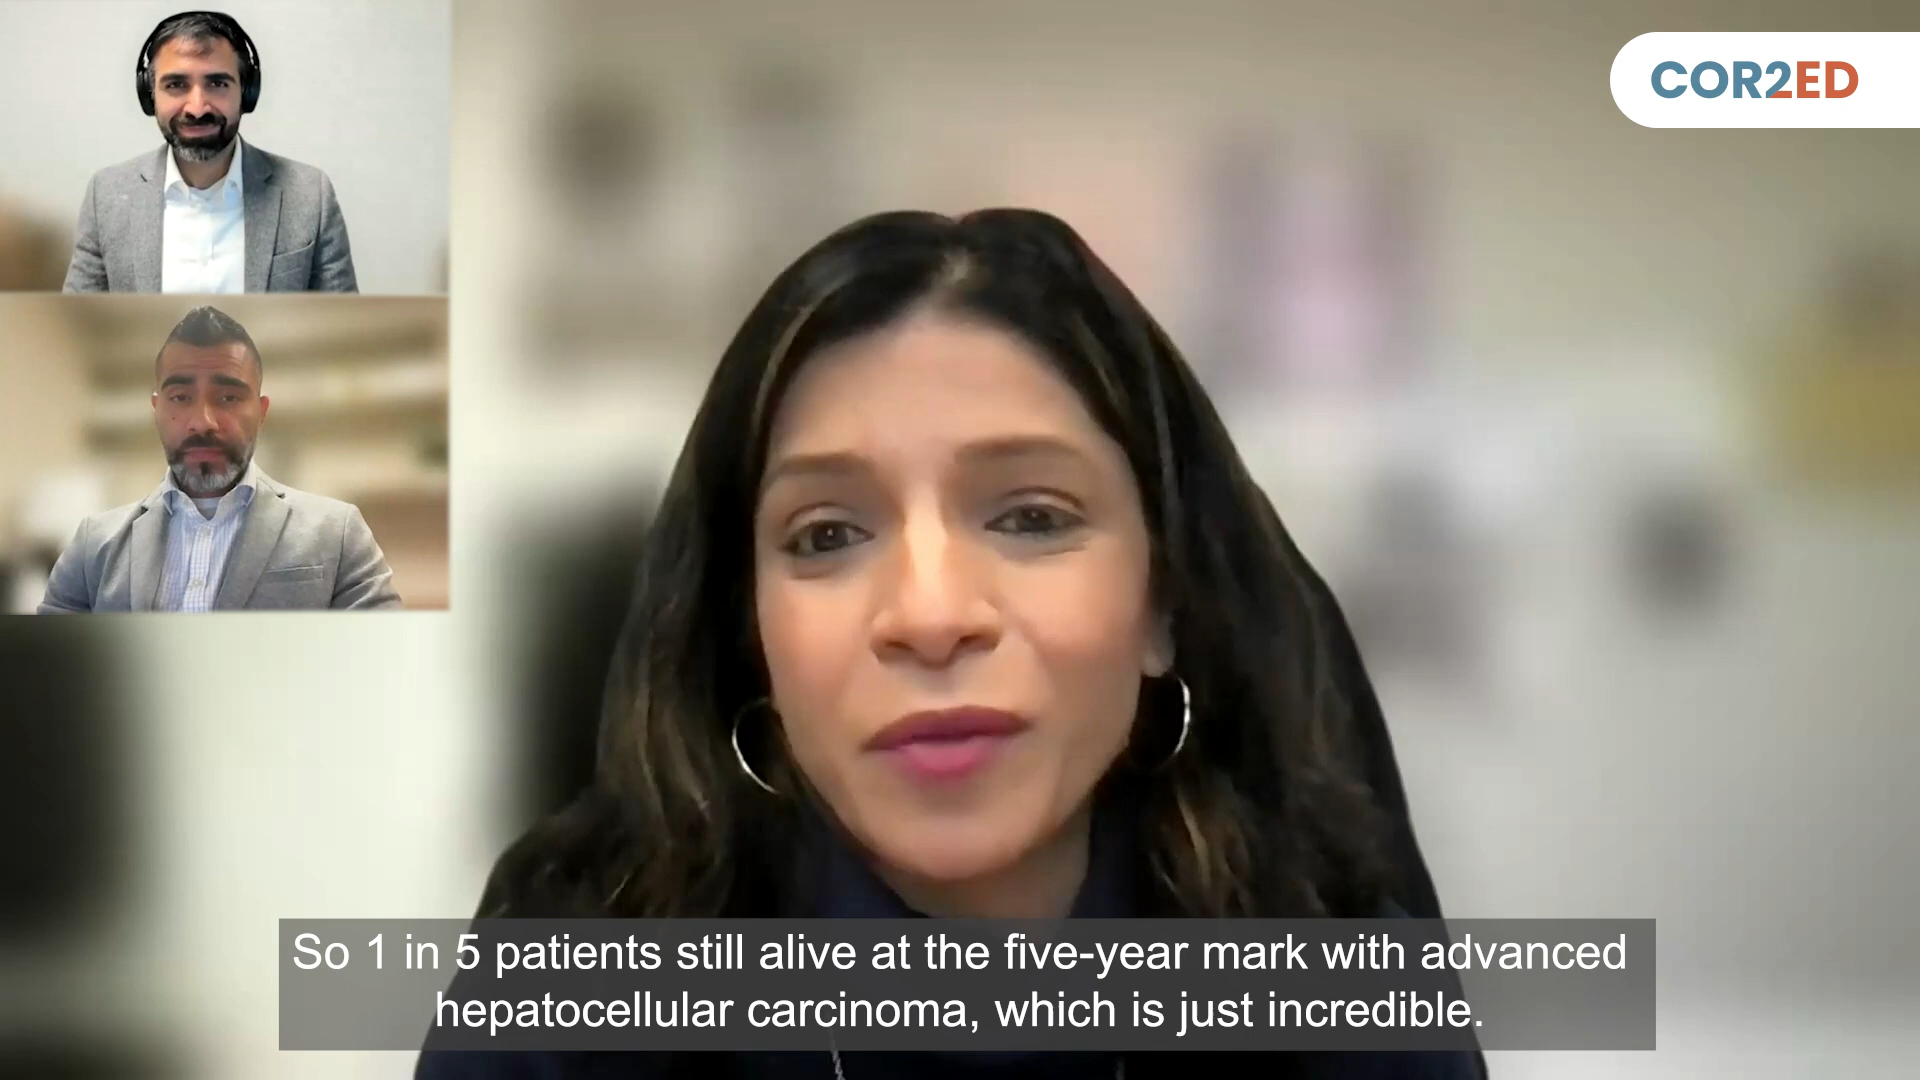 COR2ED
So 1 in 5 patients still alive at the five-year mark with advanced
hepatocellular carcinoma, which is just incredible.